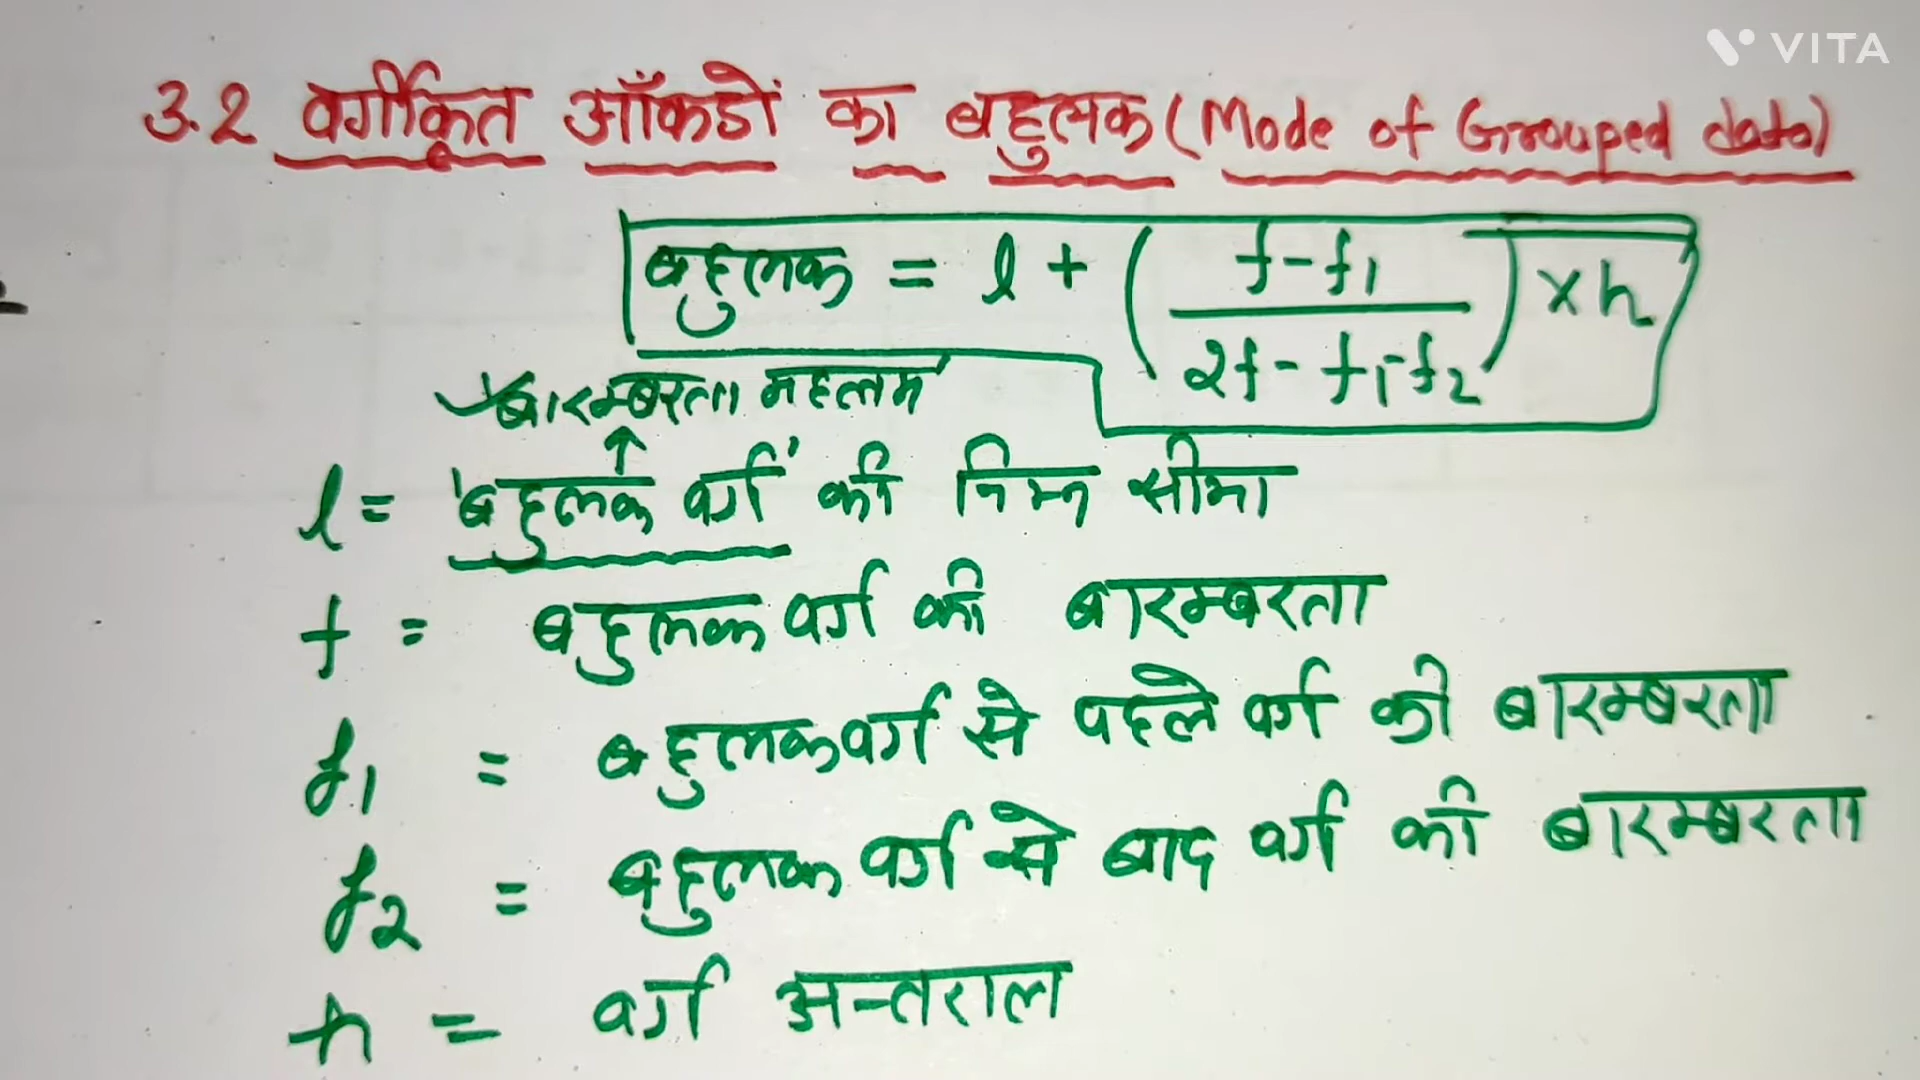 VITA
3.2 वर्गीकृत आँकडों का बहुलक (Mode of Grouped data)
बहुलक = l + ( f-f1 / 2f - f1-f2 ) × h
बारम्बरता महत्तम
l = 'बहुलक वर्ग' की निम्न सीमा
f = बहुलक वर्ग की बारम्बरता
f1 = बहुलक वर्ग से पहले वर्ग की बारम्बरता
f2 = बहुलक वर्ग से बाद वर्ग की बारम्बरता
h = वर्ग अन्तराल